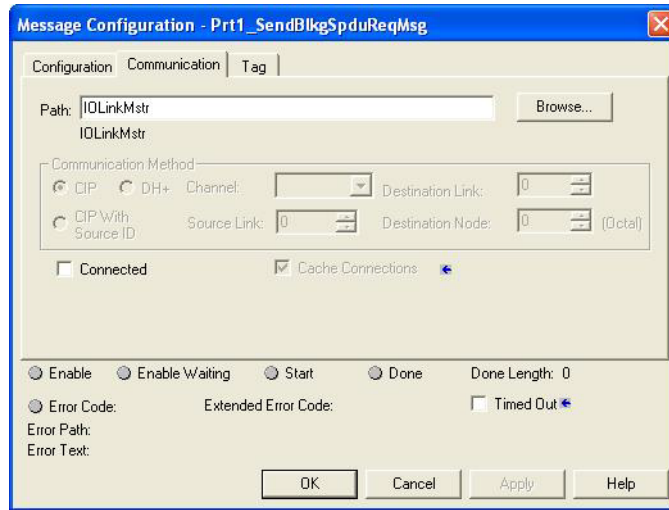 Message Configuration - Prt1_SendBlkgSpduReqMsg
Configuration Communication Tag
Path: IOLinkMstr Browse...
IOLinkMstr
Communication Method
CIP DH+ Channel: Destination Link: 0
CIP With Source ID Source Link: 0 Destination Node: 0 (Octal)
Connected Cache Connections
Enable Enable Waiting Start Done Done Length: 0
Error Code: Extended Error Code: Timed Out
Error Path:
Error Text:
OK Cancel Apply Help